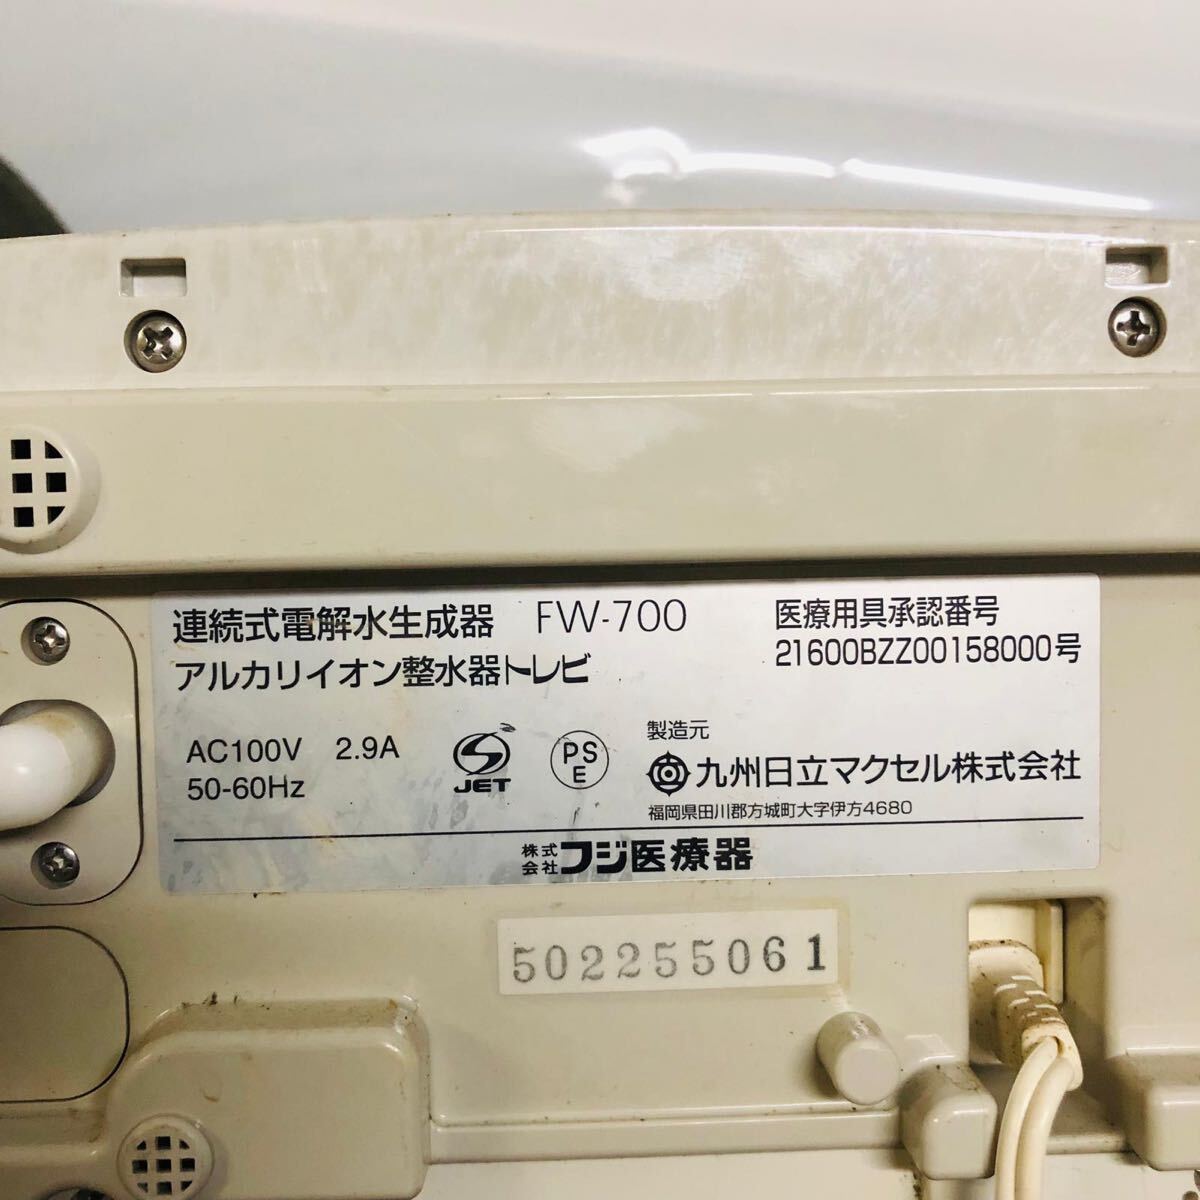 連続式電解水生成器 FW-700
アルカリイオン整水器トレビ
医療用具承認番号
21600BZZ00158000号
AC100V 2.9A
50-60Hz
JET
PS
E
製造元
九州日立マクセル株式会社
福岡県田川郡方城町大字伊方4680
株式会社 フジ医療器
502255061